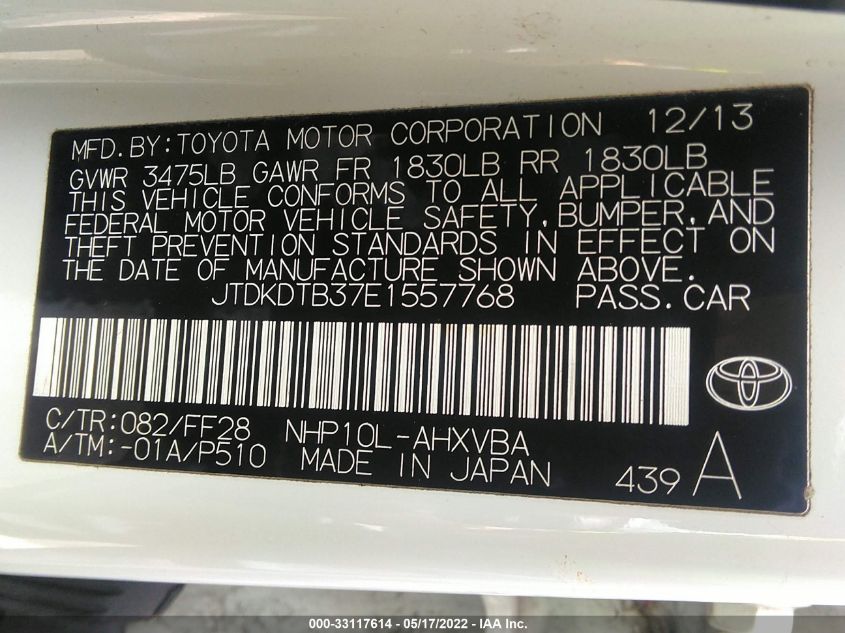 MFD.BY:TOYOTA MOTOR CORPORATION 12/13
GVWR 3475LB GAWR FR 1830LB RR 1830LB
THIS VEHICLE CONFORMS TO ALL APPLICABLE
FEDERAL MOTOR VEHICLE SAFETY, BUMPER, AND
THEFT PREVENTION STANDARDS IN EFFECT ON
THE DATE OF MANUFACTURE SHOWN ABOVE.
JTDKDTB37E1557768 PASS.CAR
C/TR:082/FF28 NHP10L-AHXVBA
A/TM:-01A/P510 MADE IN JAPAN 439 A
000-33117614 - 05/17/2022 - IAA Inc.